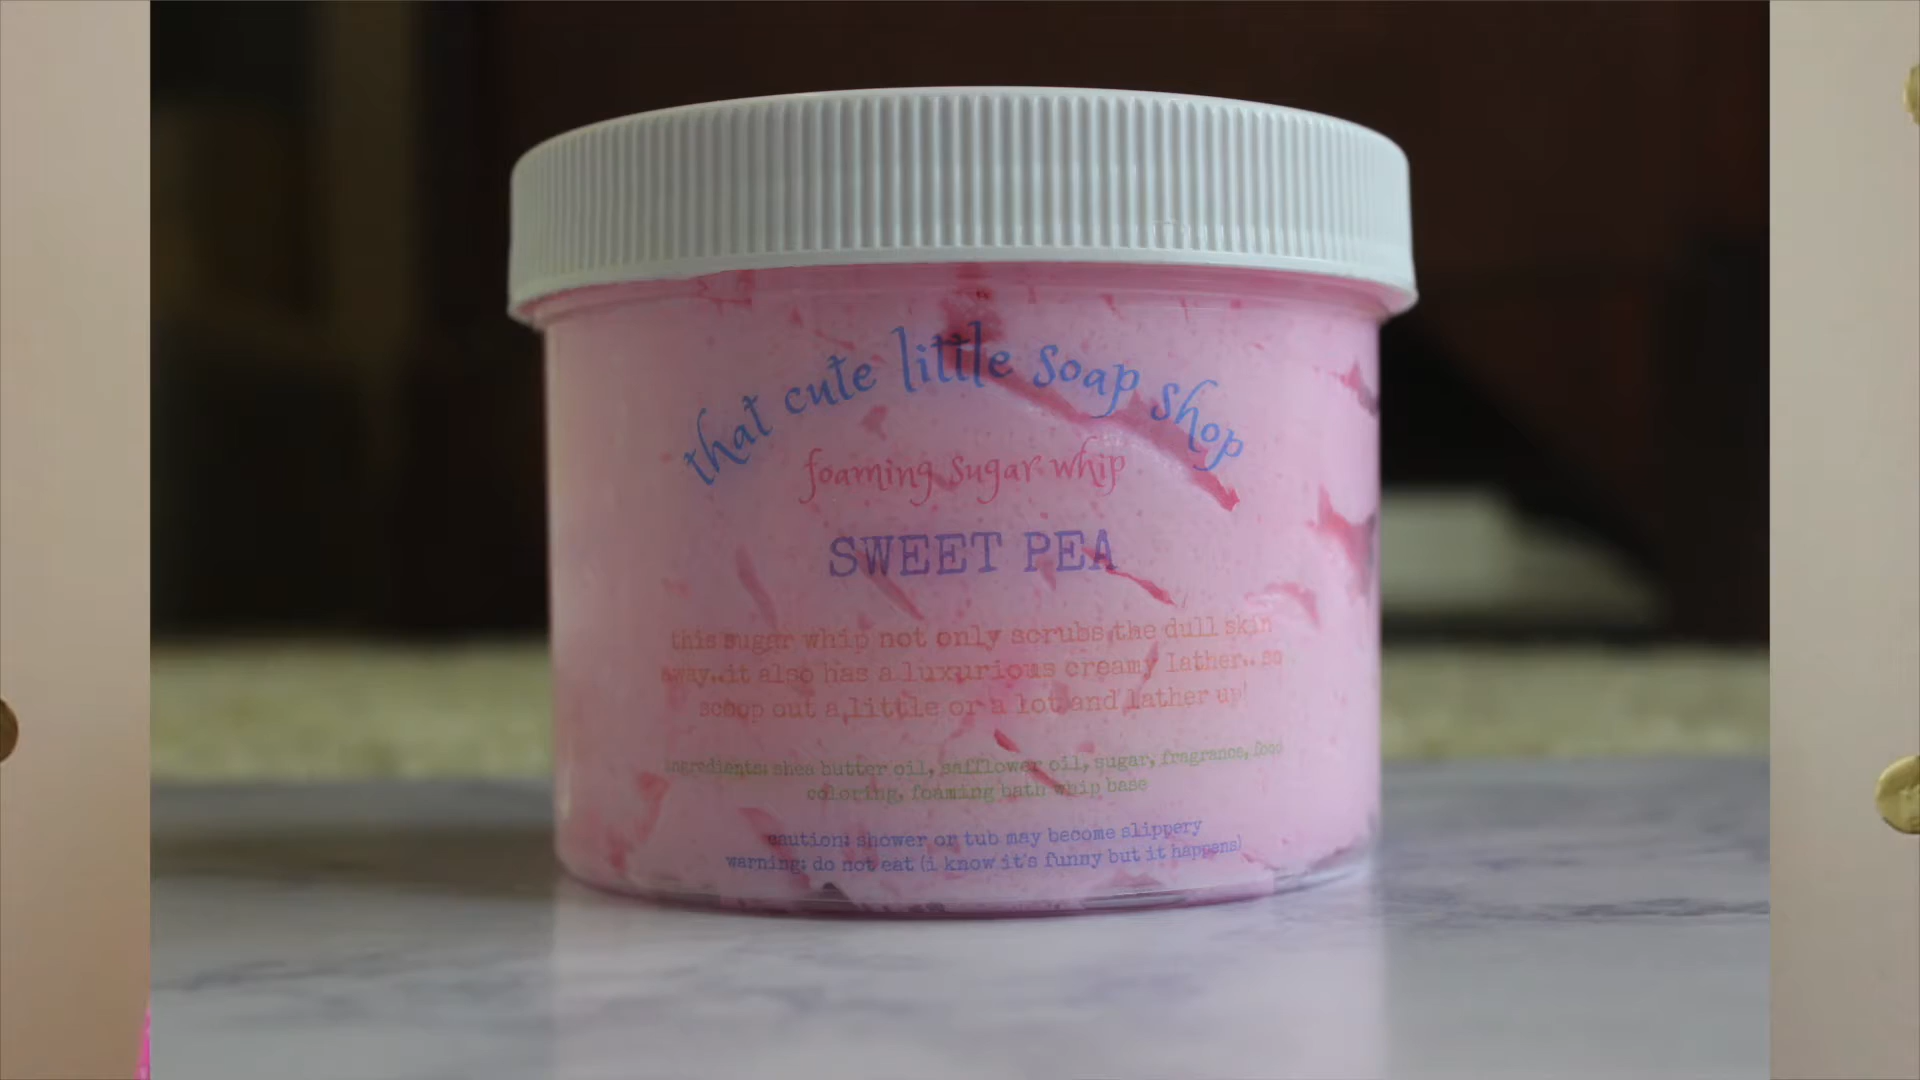 that cute little soap shop
foaming sugar whip
SWEET PEA
this sugar whip not only scrubs the dull skin
away..it also has a luxurious creamy lather..so
scoop out a little or a lot and lather up!
ingredients: shea butter oil, safflower oil, sugar, fragrance, food
coloring, foaming bath whip base
caution: shower or tub may become slippery
warning: do not eat (i know it's funny but it happens)